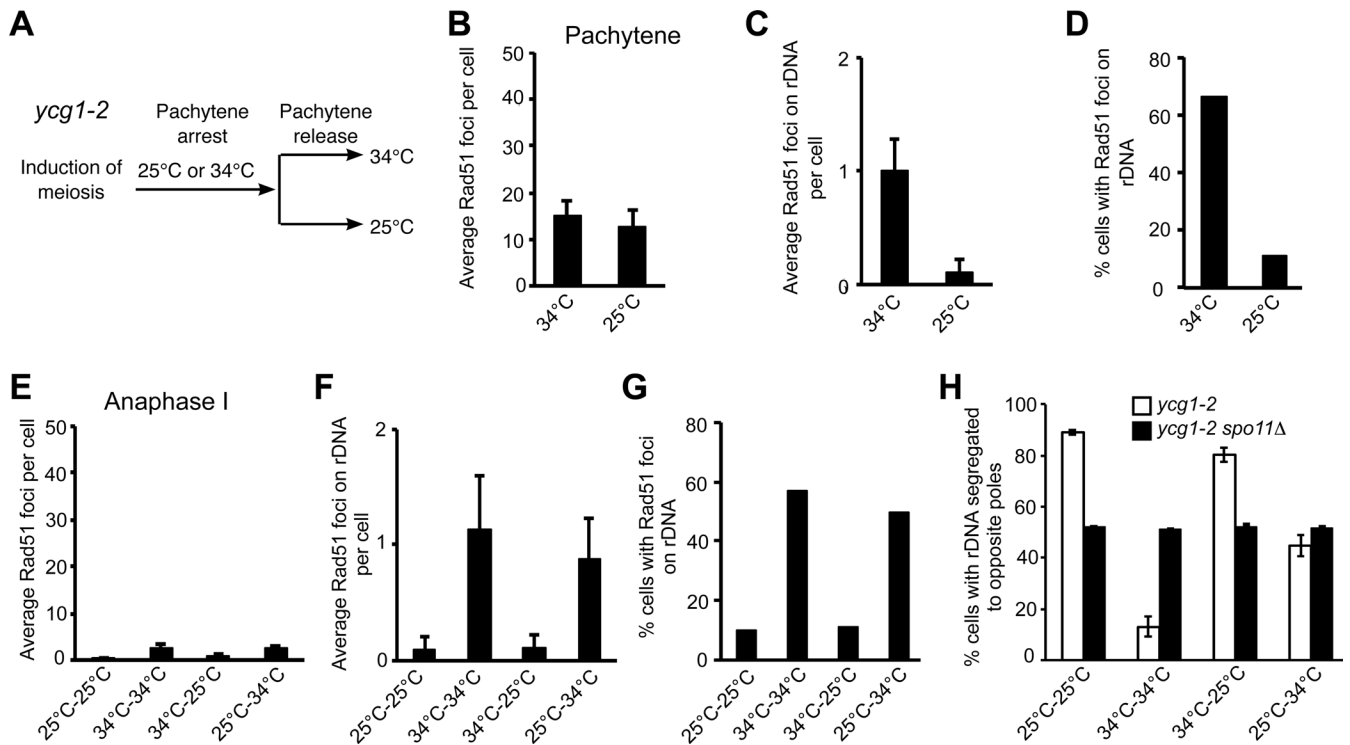 A
ycg1-2
Pachytene
arrest
Pachytene
release
Induction of
meiosis
25°C or 34°C
34°C
25°C
B
Pachytene
Average Rad51 foci per cell
50
40
30
20
10
0
34°C
25°C
C
Average Rad51 foci on rDNA
per cell
2
1
0
34°C
25°C
D
% cells with Rad51 foci on
rDNA
80
60
40
20
0
34°C
25°C
E
Anaphase I
Average Rad51 foci per cell
50
40
30
20
10
0
25°C-25°C
34°C-34°C
34°C-25°C
25°C-34°C
F
Average Rad51 foci on rDNA
per cell
2
1
0
25°C-25°C
34°C-34°C
34°C-25°C
25°C-34°C
G
% cells with Rad51 foci
on rDNA
80
60
40
20
0
25°C-25°C
34°C-34°C
34°C-25°C
25°C-34°C
H
% cells with rDNA segregated
to opposite poles
ycg1-2
ycg1-2 spo11Δ
100
80
60
40
20
0
25°C-25°C
34°C-34°C
34°C-25°C
25°C-34°C